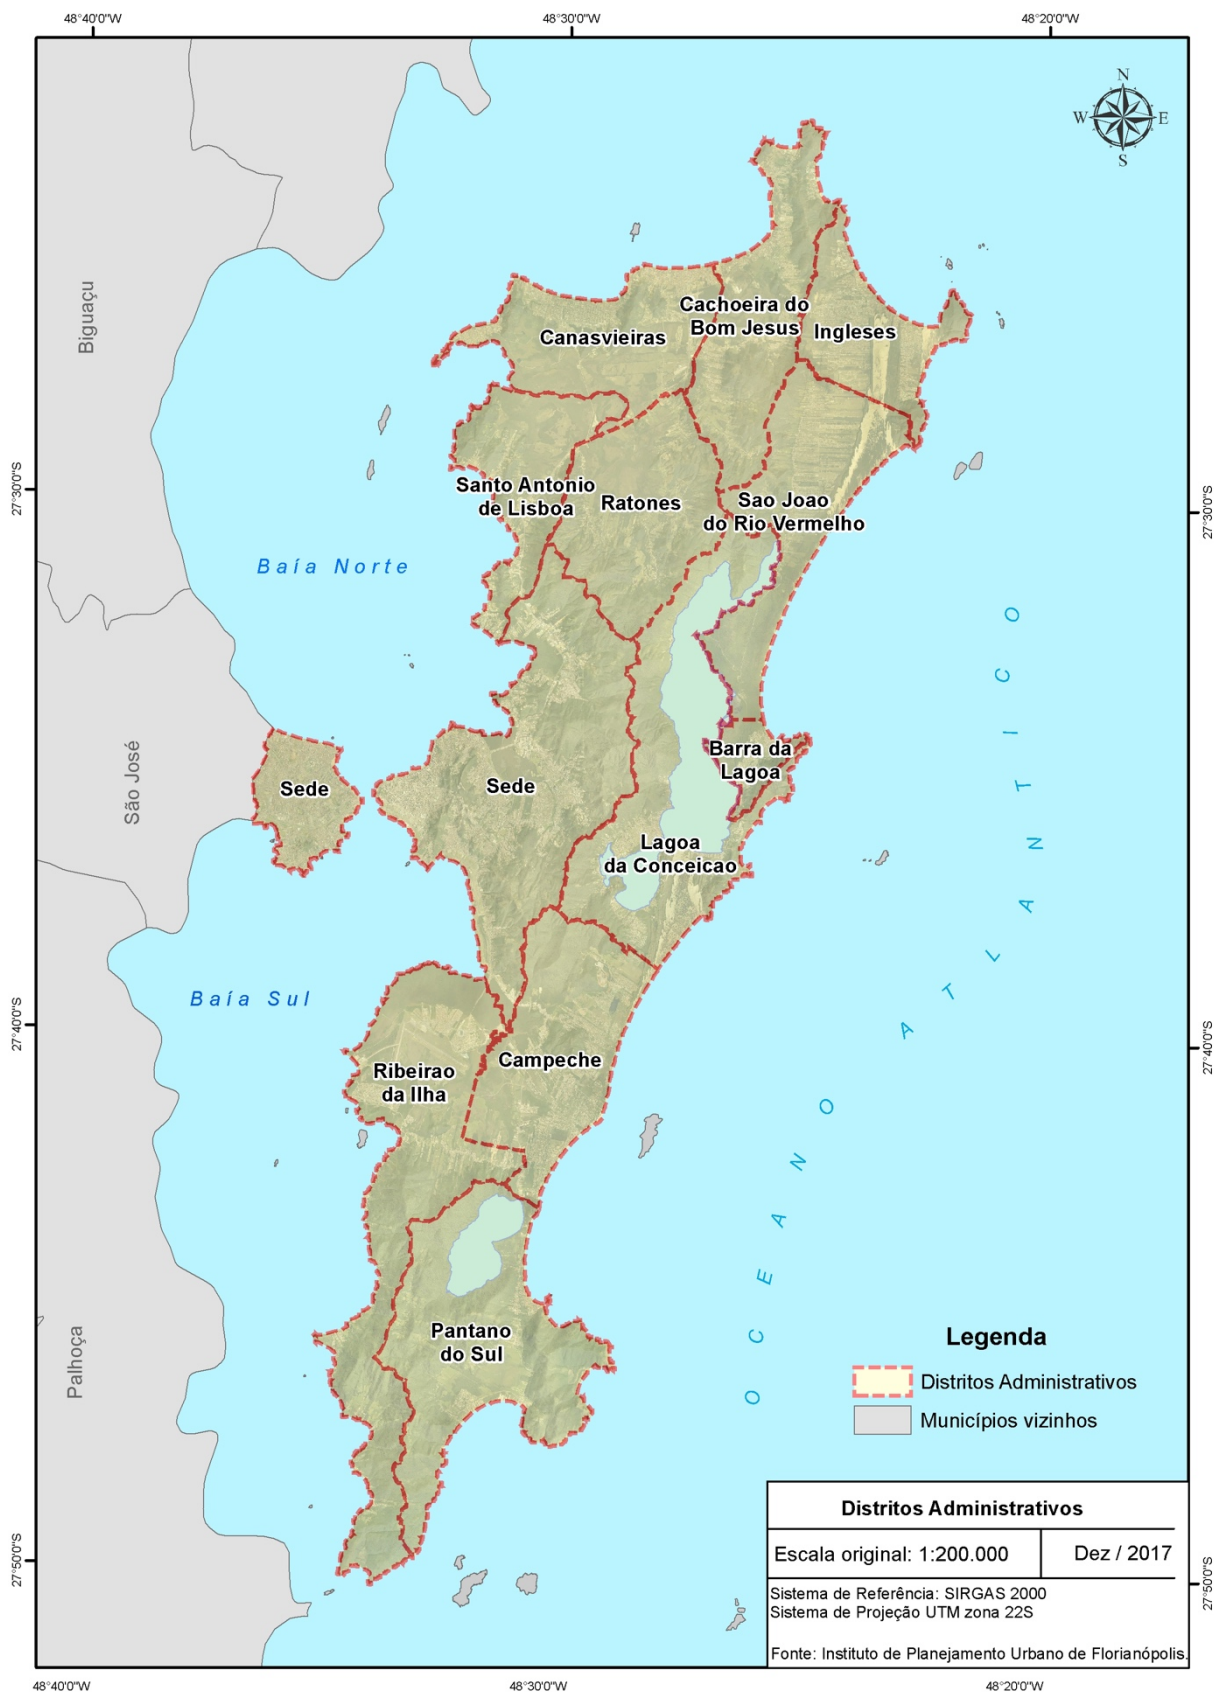 48°40'0"W
48°30'0"W
48°20'0"W
N
W
E
S
Biguaçu
Cachoeira do
Bom Jesus
Ingleses
Canasvieiras
27°30'0"S
27°30'0"S
Santo Antonio
de Lisboa
Ratones
Sao Joao
do Rio Vermelho
Baía Norte
São José
Sede
Sede
Barra da
Lagoa
Lagoa
da Conceicao
OCEANO ATLANTICO
Baía Sul
27°40'0"S
27°40'0"S
Campeche
Ribeirao
da Ilha
Palhoça
Pantano
do Sul
Legenda
Distritos Administrativos
Municípios vizinhos
27°50'0"S
27°50'0"S
Distritos Administrativos
Escala original: 1:200.000
Dez / 2017
Sistema de Referência: SIRGAS 2000
Sistema de Projeção UTM zona 22S
Fonte: Instituto de Planejamento Urbano de Florianópolis.
48°40'0"W
48°30'0"W
48°20'0"W